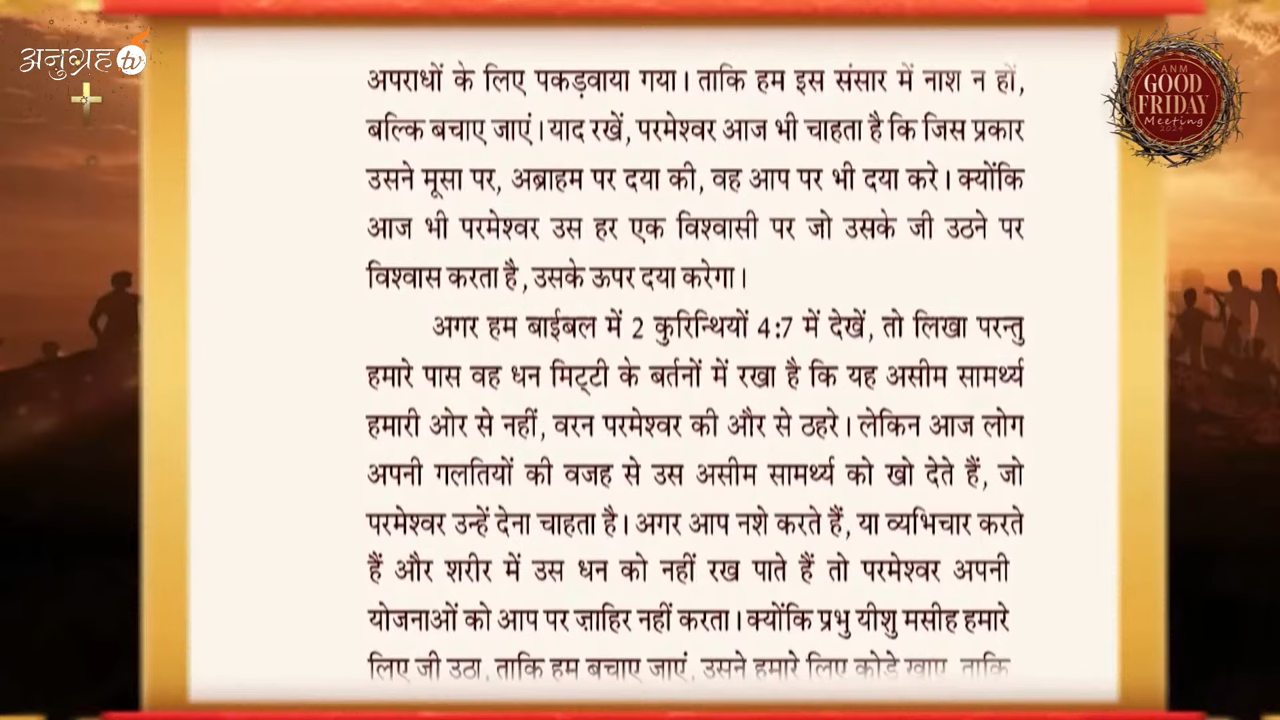 अनुग्रह tv
ANM
GOOD
FRIDAY
Meeting
2024
अपराधों के लिए पकड़वाया गया। ताकि हम इस संसार में नाश न हों,
बल्कि बचाए जाएं। याद रखें, परमेश्वर आज भी चाहता है कि जिस प्रकार
उसने मूसा पर, अब्राहम पर दया की, वह आप पर भी दया करे। क्योंकि
आज भी परमेश्वर उस हर एक विश्वासी पर जो उसके जी उठने पर
विश्वास करता है, उसके ऊपर दया करेगा।
अगर हम बाईबल में 2 कुरिन्थियों 4:7 में देखें, तो लिखा परन्तु
हमारे पास वह धन मिट्टी के बर्तनों में रखा है कि यह असीम सामर्थ्य
हमारी ओर से नहीं, वरन परमेश्वर की और से ठहरे। लेकिन आज लोग
अपनी गलतियों की वजह से उस असीम सामर्थ्य को खो देते हैं, जो
परमेश्वर उन्हें देना चाहता है। अगर आप नशे करते हैं, या व्यभिचार करते
हैं और शरीर में उस धन को नहीं रख पाते हैं तो परमेश्वर अपनी
योजनाओं को आप पर ज़ाहिर नहीं करता। क्योंकि प्रभु यीशु मसीह हमारे
लिए जी उठा, ताकि हम बचाए जाएं, उसने हमारे लिए कोड़े खाए, ताकि